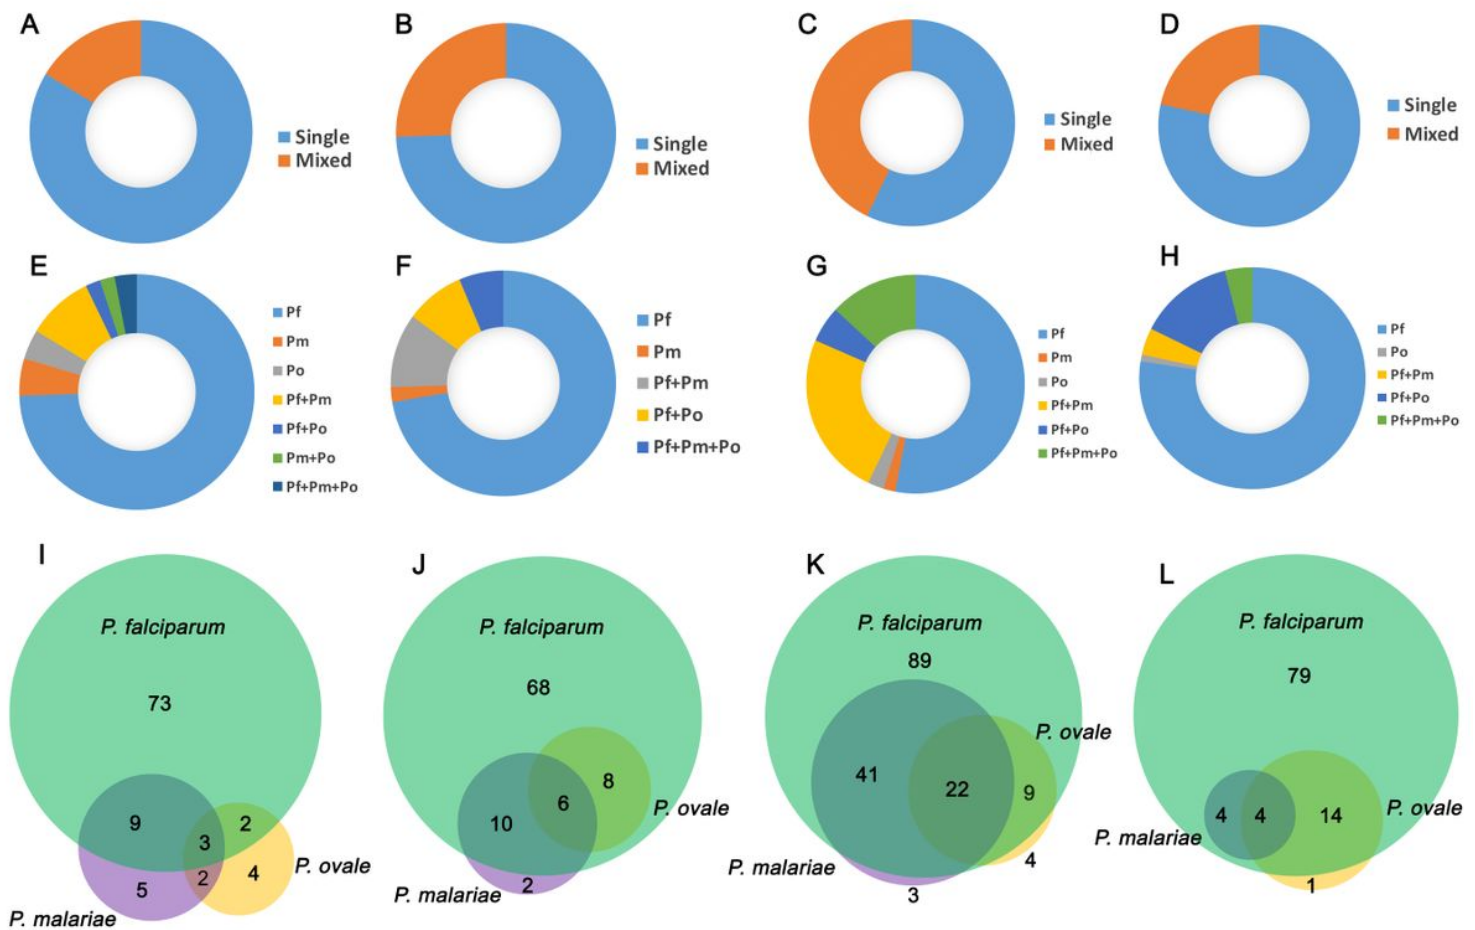 A
Single
Mixed
B
Single
Mixed
C
Single
Mixed
D
Single
Mixed
E
Pf
Pm
Po
Pf+Pm
Pf+Po
Pm+Po
Pf+Pm+Po
F
Pf
Pm
Pf+Pm
Pf+Po
Pf+Pm+Po
G
Pf
Pm
Po
Pf+Pm
Pf+Po
Pf+Pm+Po
H
Pf
Po
Pf+Pm
Pf+Po
Pf+Pm+Po
I
P. falciparum
73
9
3
2
2
4
5
P. ovale
P. malariae
J
P. falciparum
68
8
6
10
P. ovale
2
P. malariae
K
P. falciparum
89
P. ovale
41
22
9
P. malariae
4
3
L
P. falciparum
79
4
4
14
P. ovale
P. malariae
1